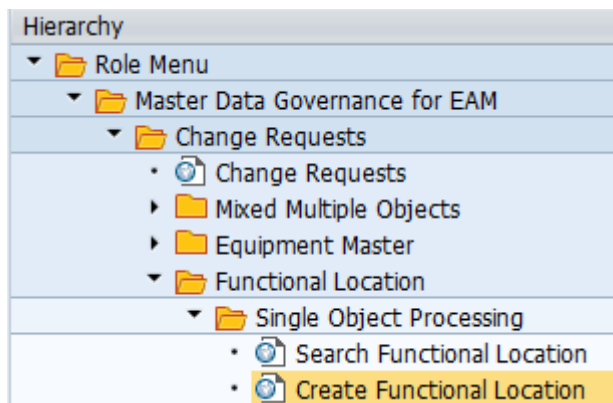 Hierarchy
Role Menu
Master Data Governance for EAM
Change Requests
Change Requests
Mixed Multiple Objects
Equipment Master
Functional Location
Single Object Processing
Search Functional Location
Create Functional Location